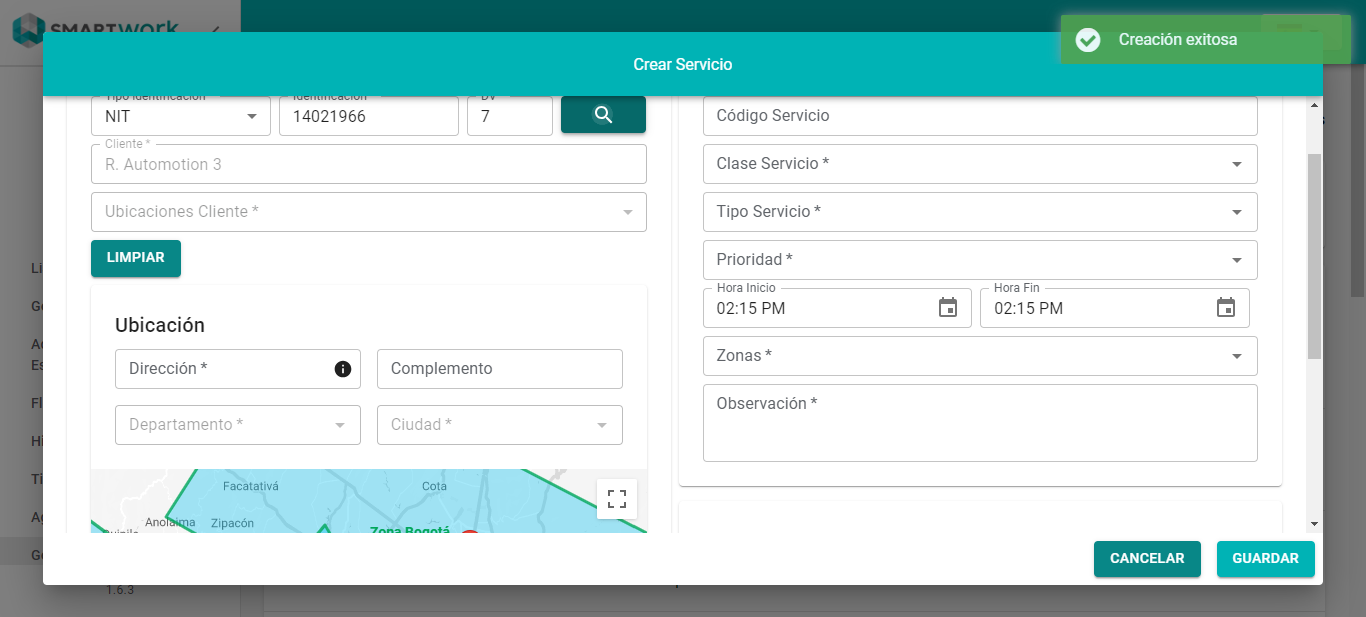 SMARTWORK
Creación exitosa
Crear Servicio
Tipo Identificación
NIT
Identificación
14021966
DV
7
Cliente *
R. Automotion 3
Ubicaciones Cliente *
LIMPIAR
Ubicación
Dirección *
Complemento
Departamento *
Ciudad *
Facatativá
Cota
Anolaima
Zipacón
Zona Bogotá
Código Servicio
Clase Servicio *
Tipo Servicio *
Prioridad *
Hora Inicio
02:15 PM
Hora Fin
02:15 PM
Zonas *
Observación *
CANCELAR
GUARDAR
1.6.3